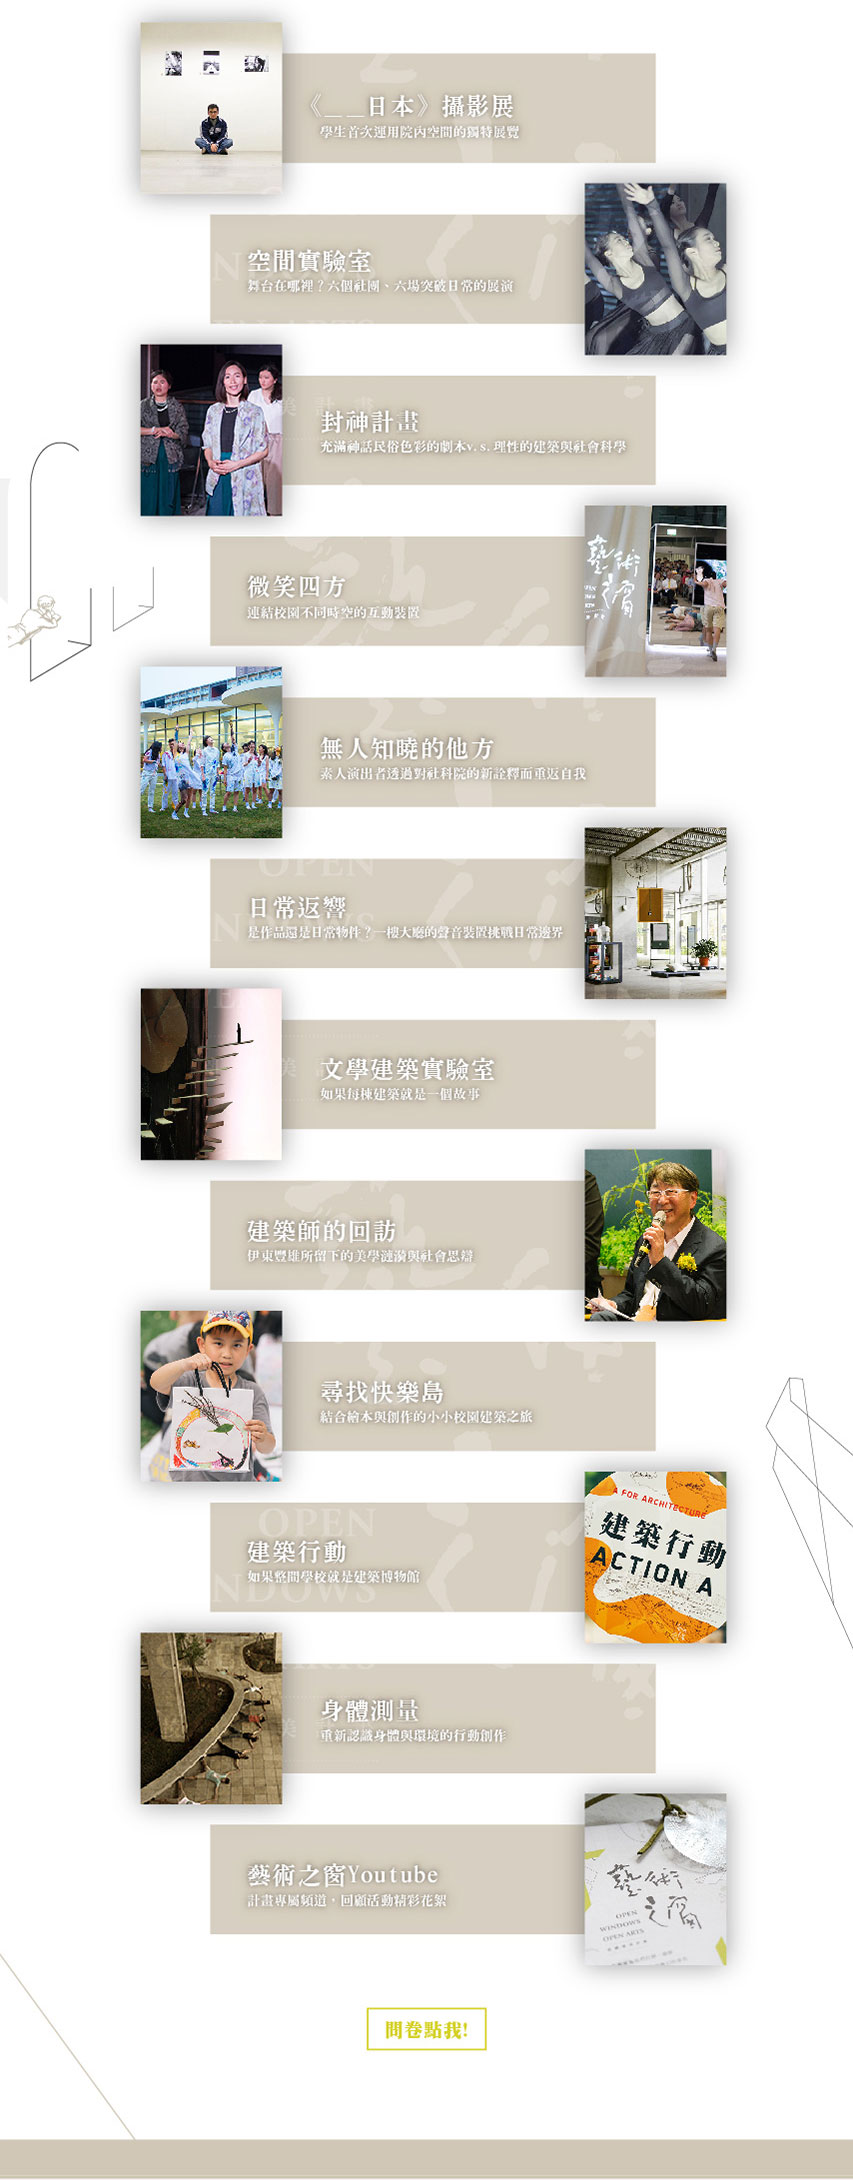 《__日本》攝影展
學生首次運用院內空間的獨特展覽
空間實驗室
舞台在哪裡？六個社團、六場突破日常的展演
封神計畫
充滿神話民俗色彩的劇本v.s.理性的建築與社會科學
藝術之窗
微笑四方
連結校園不同時空的互動裝置
無人知曉的他方
素人演出者透過對社科院的新詮釋而重返自我
OPEN
日常返響
是作品還是日常物件？一樓大廳的聲音裝置挑戰日常邊界
文學建築實驗室
如果每棟建築就是一個故事
建築師的回訪
伊東豐雄所留下的美學漣漪與社會思辯
尋找快樂島
結合繪本與創作的小小校園建築之旅
A FOR ARCHITECTURE
建築行動
ACTION A
OPEN
建築行動
如果整間學校就是建築博物館
NDOWS
身體測量
重新認識身體與環境的行動創作
藝術之窗Youtube
計畫專屬頻道，回顧活動精彩花絮
藝術之窗
OPEN
WINDOWS
OPEN ARTS
問卷點我!